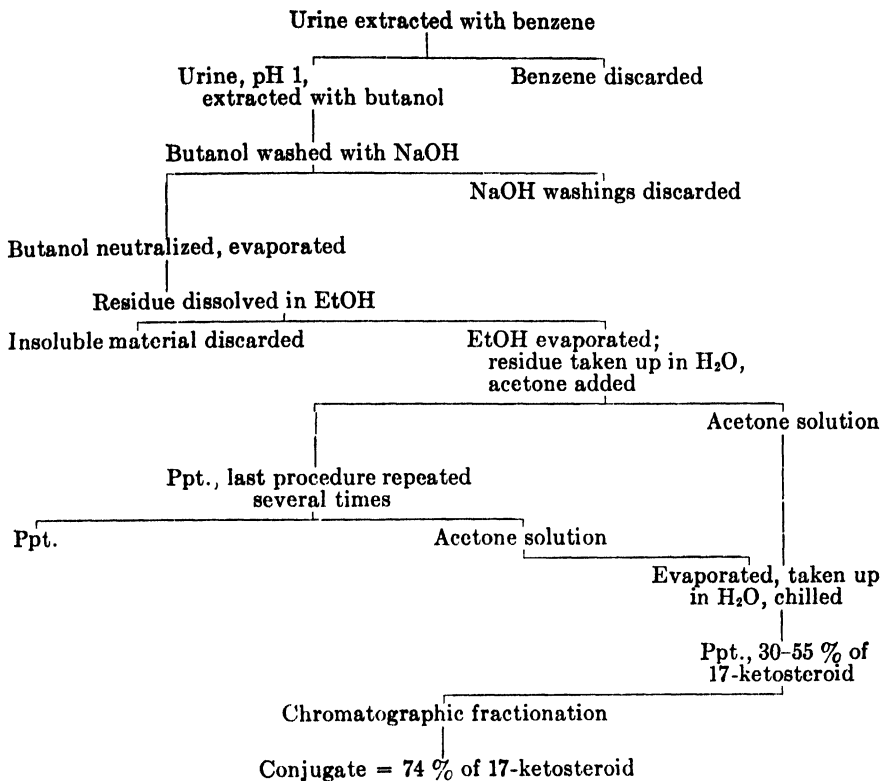 Urine extracted with benzene
Urine, pH 1,
extracted with butanol
Benzene discarded
Butanol washed with NaOH
NaOH washings discarded
Butanol neutralized, evaporated
Residue dissolved in EtOH
Insoluble material discarded
EtOH evaporated;
residue taken up in H₂O,
acetone added
Acetone solution
Ppt., last procedure repeated
several times
Ppt.
Acetone solution
Evaporated, taken up
in H₂O, chilled
Ppt., 30–55 % of
17-ketosteroid
Chromatographic fractionation
Conjugate = 74 % of 17-ketosteroid